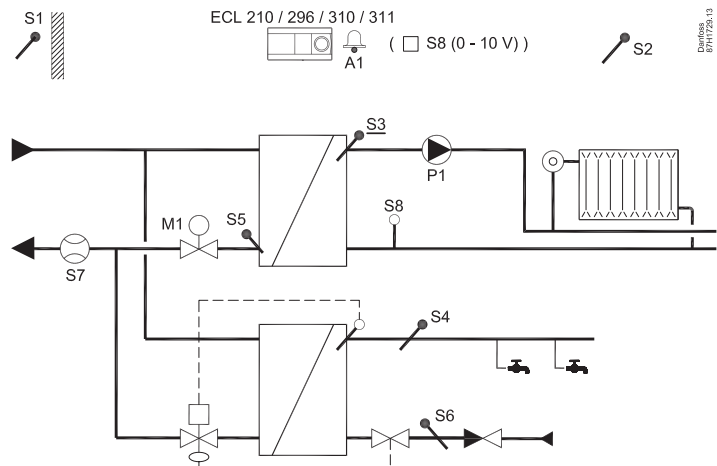 S1
ECL 210 / 296 / 310 / 311
A1
( □ S8 (0 - 10 V) )
S2
Danfoss
87H1729.13
S3
P1
S8
M1
S5
S7
S4
S6